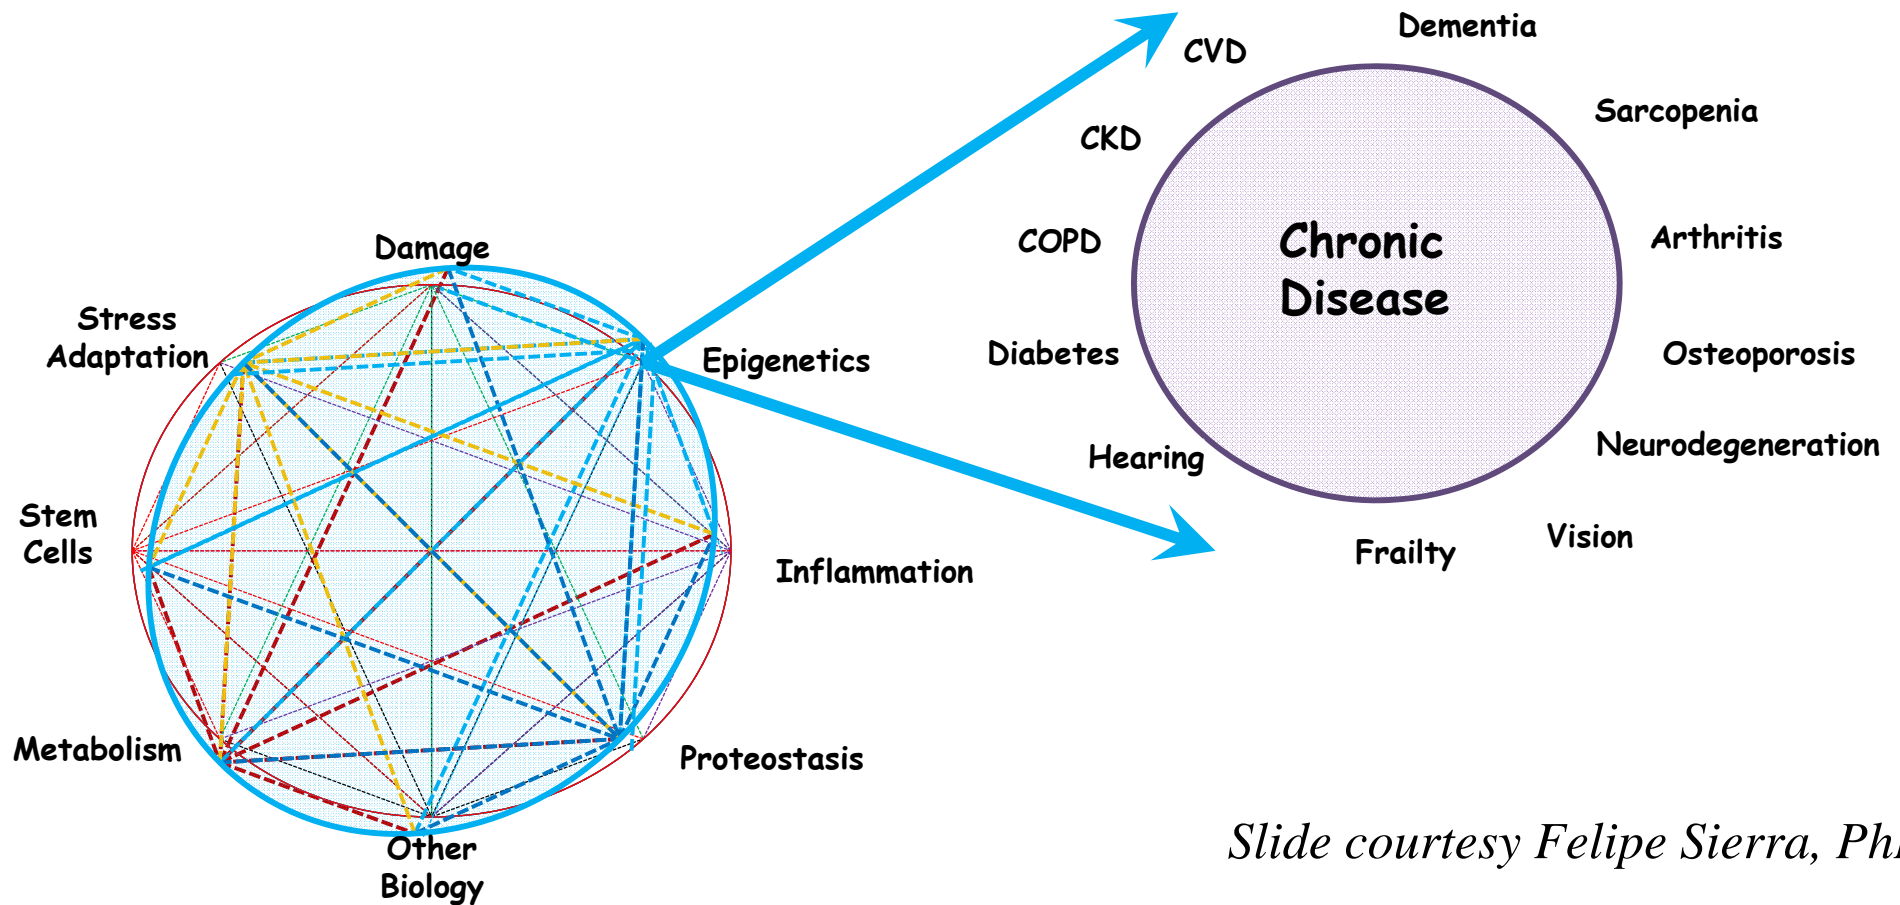 Dementia
CVD
Sarcopenia
CKD
COPD
Arthritis
Chronic
Disease
Diabetes
Osteoporosis
Hearing
Neurodegeneration
Vision
Frailty
Damage
Stress
Adaptation
Epigenetics
Stem
Cells
Inflammation
Metabolism
Proteostasis
Other
Biology
Slide courtesy Felipe Sierra, Ph